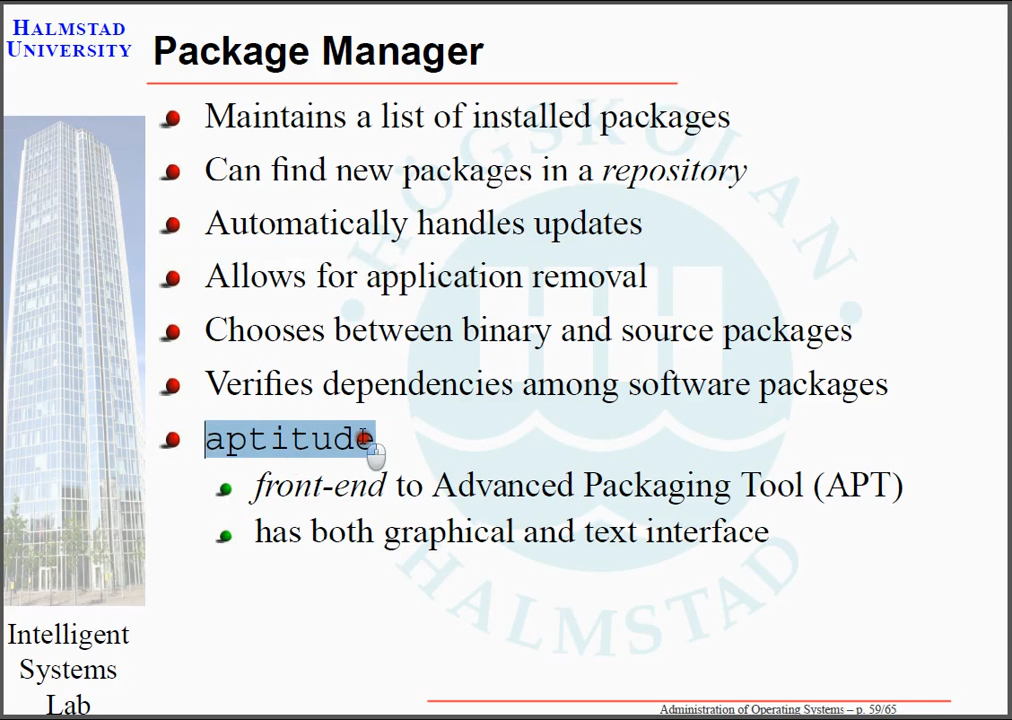 HALMSTAD
UNIVERSITY
Package Manager
Maintains a list of installed packages
Can find new packages in a repository
Automatically handles updates
Allows for application removal
Chooses between binary and source packages
Verifies dependencies among software packages
aptitude
front-end to Advanced Packaging Tool (APT)
has both graphical and text interface
HÖGSKOLAN
HALMSTAD
Intelligent
Systems
Lab
Administration of Operating Systems – p. 59/65